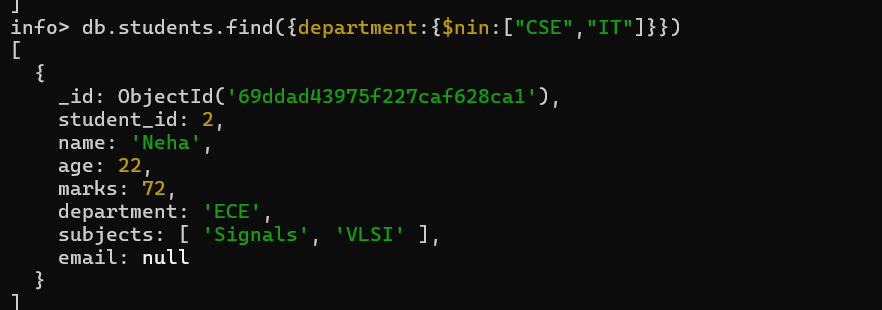 ]
info> db.students.find({department:{$nin:["CSE","IT"]}})
[
  {
    _id: ObjectId('69ddad43975f227caf628ca1'),
    student_id: 2,
    name: 'Neha',
    age: 22,
    marks: 72,
    department: 'ECE',
    subjects: [ 'Signals', 'VLSI' ],
    email: null
  }
]